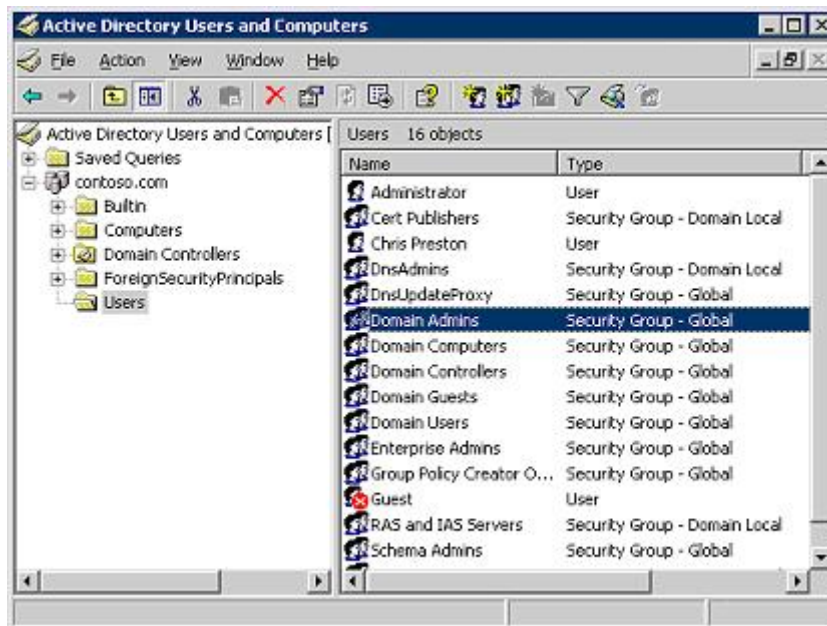 Active Directory Users and Computers
File Action View Window Help
Active Directory Users and Computers [
Saved Queries
contoso.com
Builtin
Computers
Domain Controllers
ForeignSecurityPrincipals
Users
Users 16 objects
Name Type
Administrator User
Cert Publishers Security Group - Domain Local
Chris Preston User
DnsAdmins Security Group - Domain Local
DnsUpdateProxy Security Group - Global
Domain Admins Security Group - Global
Domain Computers Security Group - Global
Domain Controllers Security Group - Global
Domain Guests Security Group - Global
Domain Users Security Group - Global
Enterprise Admins Security Group - Global
Group Policy Creator O... Security Group - Global
Guest User
RAS and IAS Servers Security Group - Domain Local
Schema Admins Security Group - Global